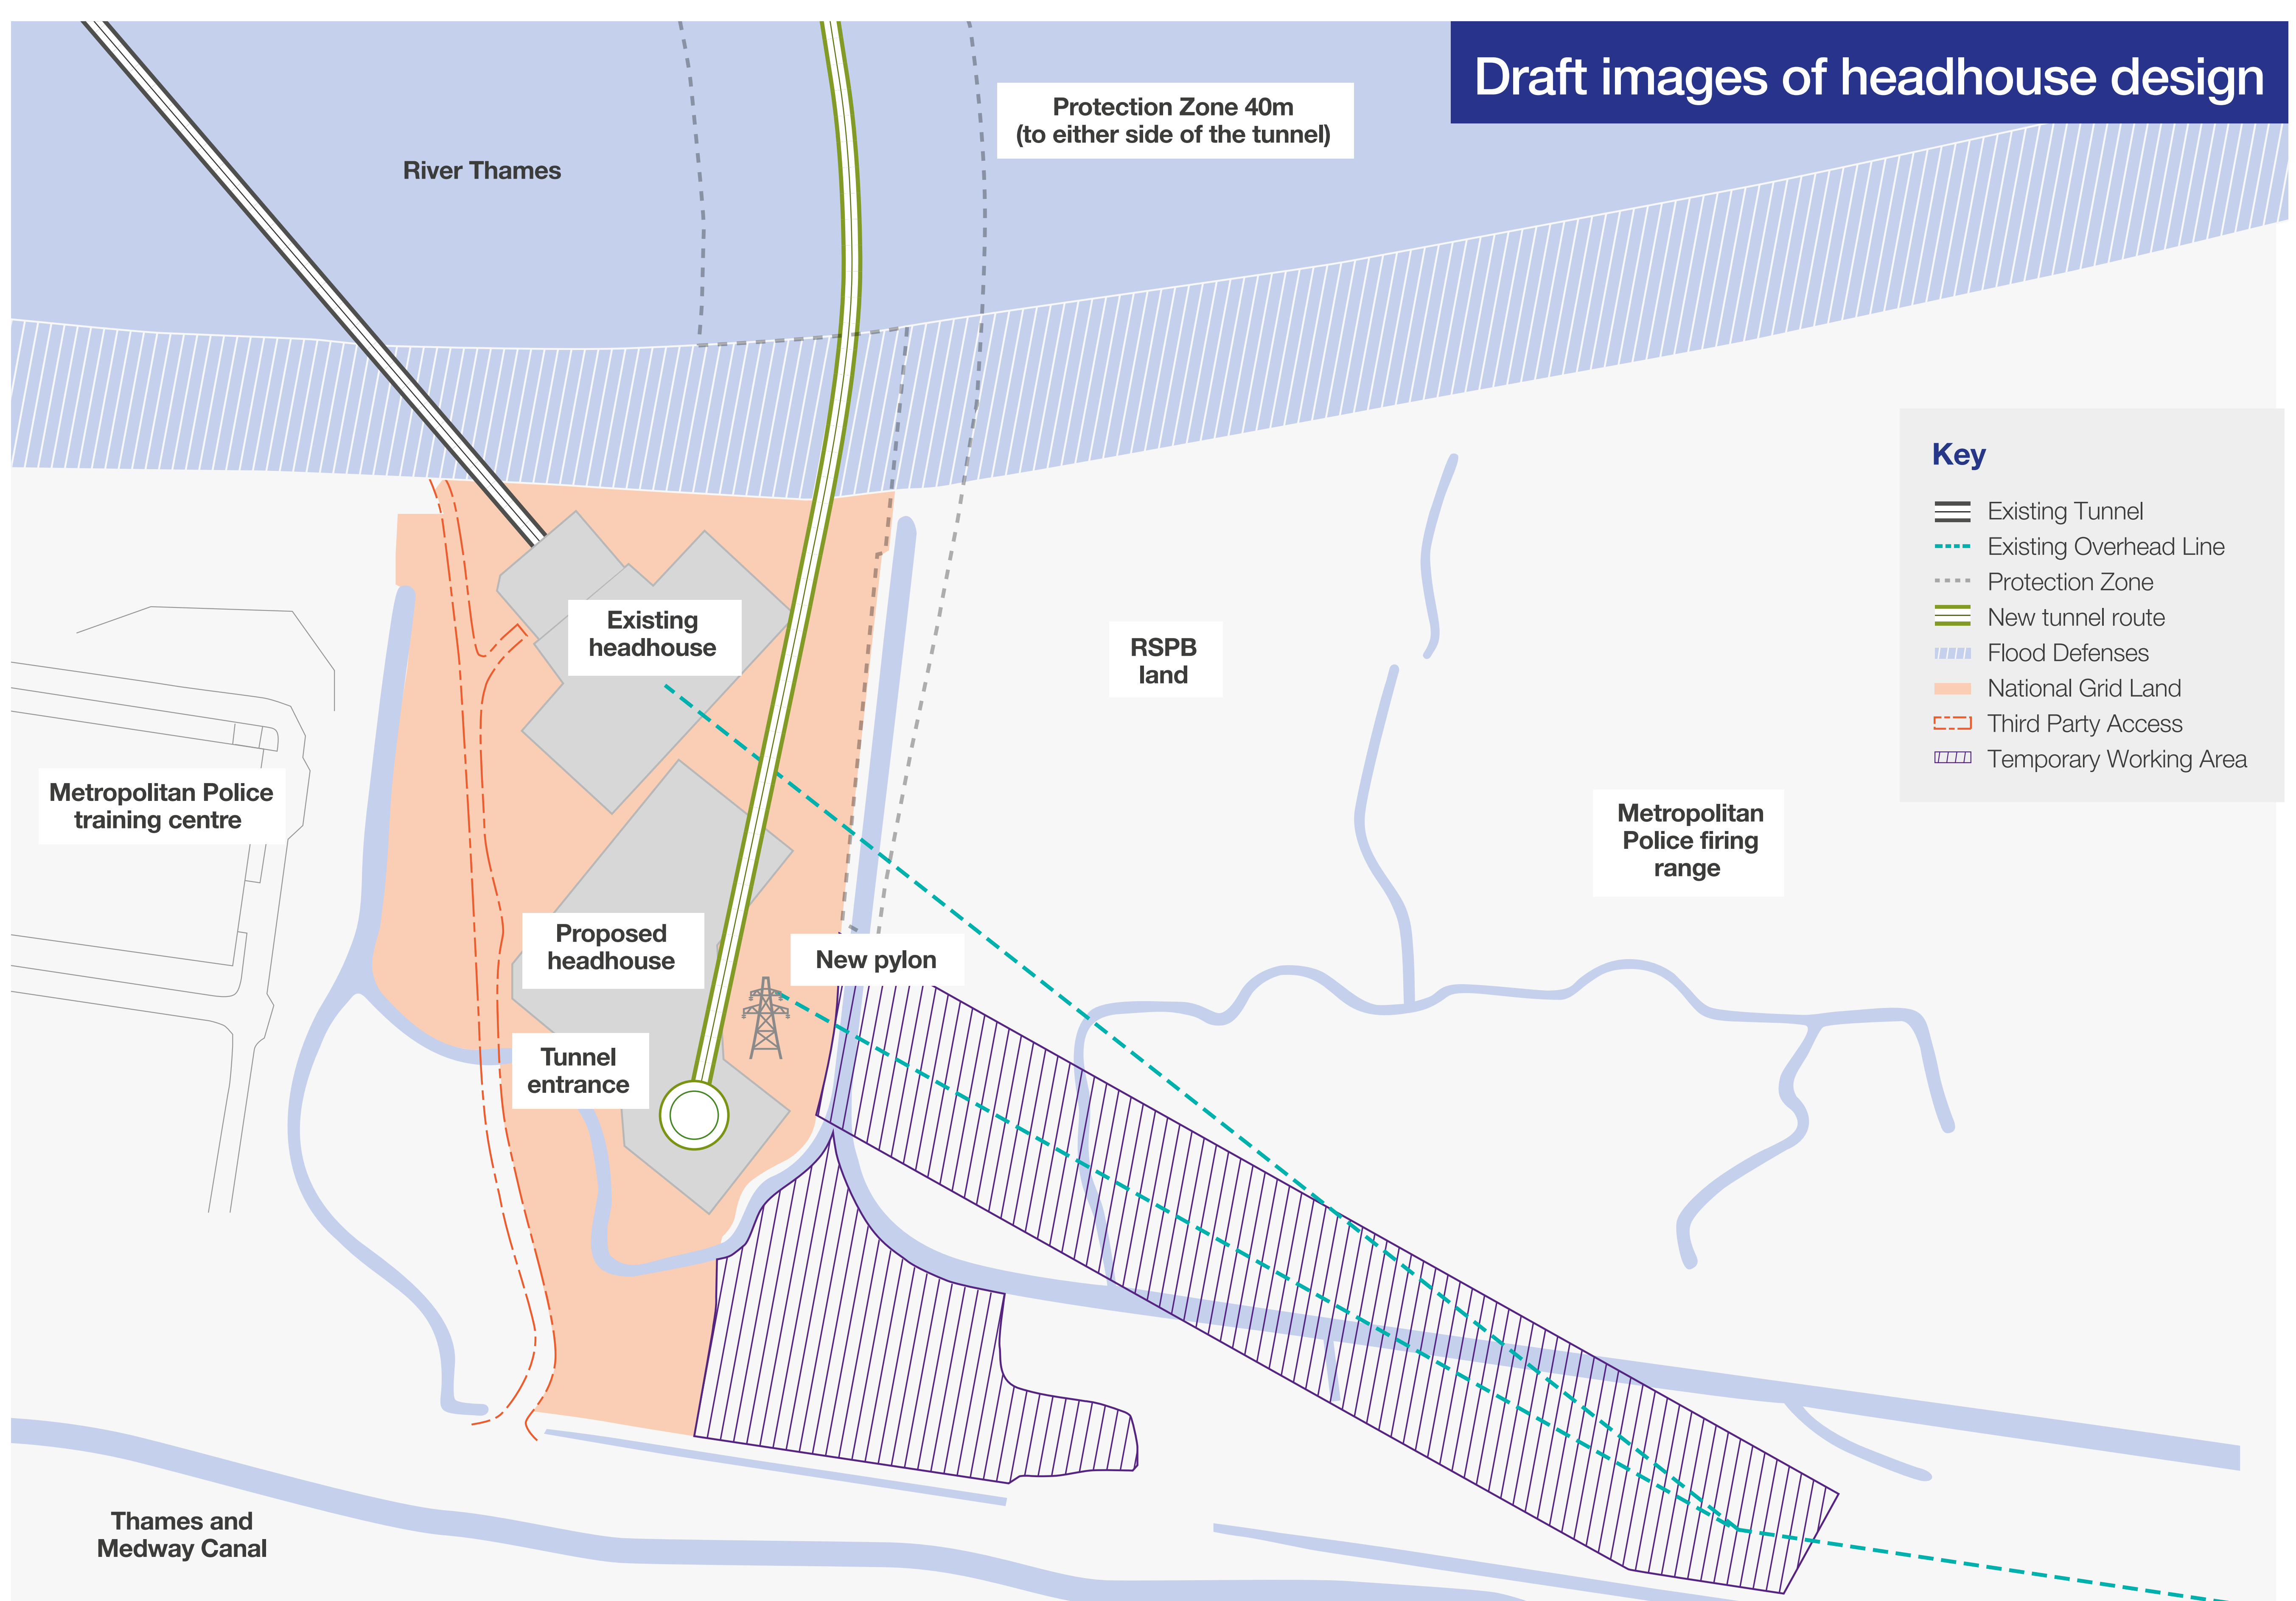 Draft images of headhouse design
Protection Zone 40m
(to either side of the tunnel)
River Thames
Key
Existing Tunnel
Existing Overhead Line
Protection Zone
New tunnel route
Flood Defenses
National Grid Land
Third Party Access
Temporary Working Area
Existing
headhouse
RSPB
land
Metropolitan Police
training centre
Metropolitan
Police firing
range
Proposed
headhouse
New pylon
Tunnel
entrance
Thames and
Medway Canal